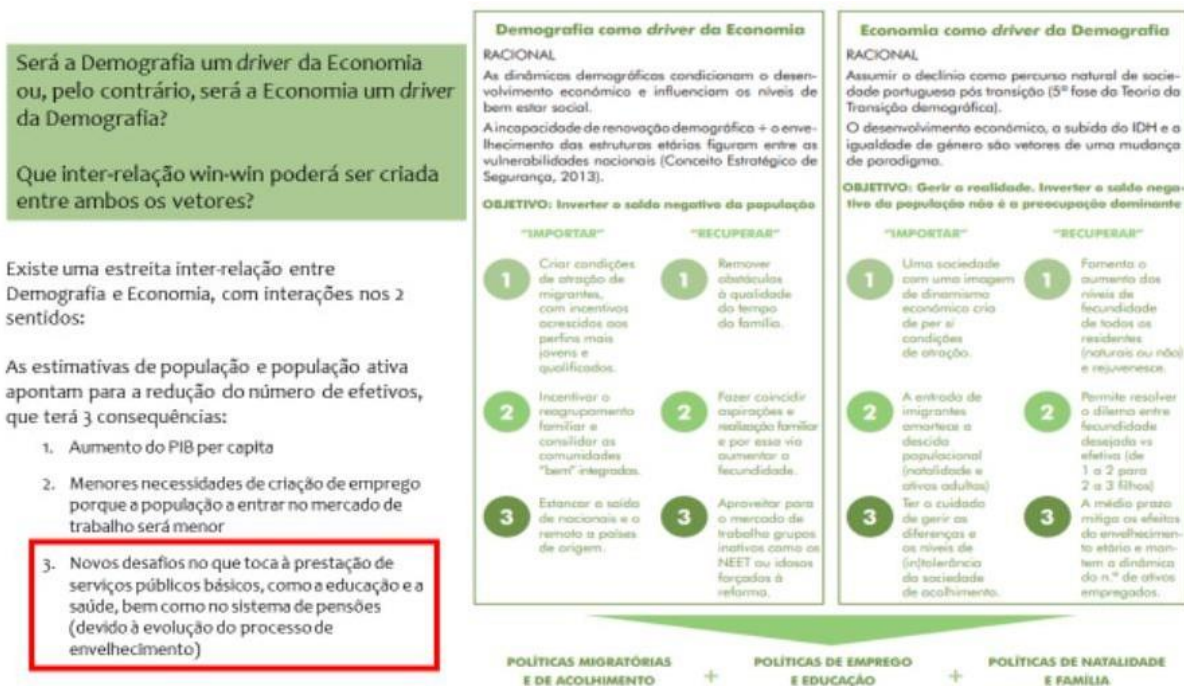 Será a Demografia um driver da Economia
ou, pelo contrário, será a Economia um driver
da Demografia?
Que inter-relação win-win poderá ser criada
entre ambos os vetores?
Existe uma estreita inter-relação entre
Demografia e Economia, com interações nos 2
sentidos:
As estimativas de população e população ativa
apontam para a redução do número de efetivos,
que terá 3 consequências:
1. Aumento do PIB per capita
2. Menores necessidades de criação de emprego
porque a população a entrar no mercado de
trabalho será menor
3. Novos desafios no que toca à prestação de
serviços públicos básicos, como a educação e a
saúde, bem como no sistema de pensões
(devido à evolução do processo de
envelhecimento)
Demografia como driver da Economia
RACIONAL
As dinâmicas demográficas condicionam o desen-
volvimento económico e influenciam os níveis de
bem estar social.
A incapacidade de renovação demográfica + o enve-
lhecimento das estruturas etárias figuram entre as
vulnerabilidades nacionais (Conceito Estratégico de
Segurança, 2013).
OBJETIVO: Inverter o saldo negativo da população
"IMPORTAR"
1
Criar condições
de atração de
migrantes,
com incentivos
acrescidos aos
perfins mais
jovens e
qualificados.
2
Incentivar o
reagrupamento
familiar e
consilidar as
comunidades
"bem" integradas.
3
Estancar a saída
de nacionais e o
remoto a países
de origem.
"RECUPERAR"
1
Remover
obstáculos
à qualidade
do tempo
da família.
2
Fazer coincidir
aspirações e
realização familiar
e por essa via
aumentar a
fecundidade.
3
Aproveitar para
o mercado de
trabalho grupos
inativos como os
NEET ou idosos
forçados à
reforma.
Economia como driver da Demografia
RACIONAL
Assumir o declínio como percurso natural de socie-
dade portuguesa pós transição (5ª fase da Teoria da
Transição demográfica).
O desenvolvimento económico, a subida do IDH e a
igualdade de género são vetores de uma mudança
de paradigma.
OBJETIVO: Gerir a realidade. Inverter o saldo nega-
tivo da população não é a preocupação dominante
"IMPORTAR"
1
Uma sociedade
com uma imagem
de dinamismo
económico cria
de per si
condições
de atração.
2
A entrada de
imigrantes
amortece a
descida
populacional
(natalidade e
ativos adultos)
3
Ter o cuidado
de gerir as
diferenças e
os níveis de
(in)tolerância
da sociedade
de acolhimento.
"RECUPERAR"
1
Fomenta o
aumento dos
níveis de
fecundidade
de todos os
residentes
(naturais ou não)
e rejuvenesce.
2
Permite resolver
o dilema entre
fecundidade
desejada vs
efetiva (de
1 a 2 para
2 a 3 filhos)
3
A médio prazo
mitiga os efeitos
do envelhecimen-
to etário e man-
tem a dinâmica
do n.º de ativos
empregados.
POLÍTICAS MIGRATÓRIAS
E DE ACOLHIMENTO
+
POLÍTICAS DE EMPREGO
E EDUCAÇÃO
+
POLÍTICAS DE NATALIDADE
E FAMÍLIA